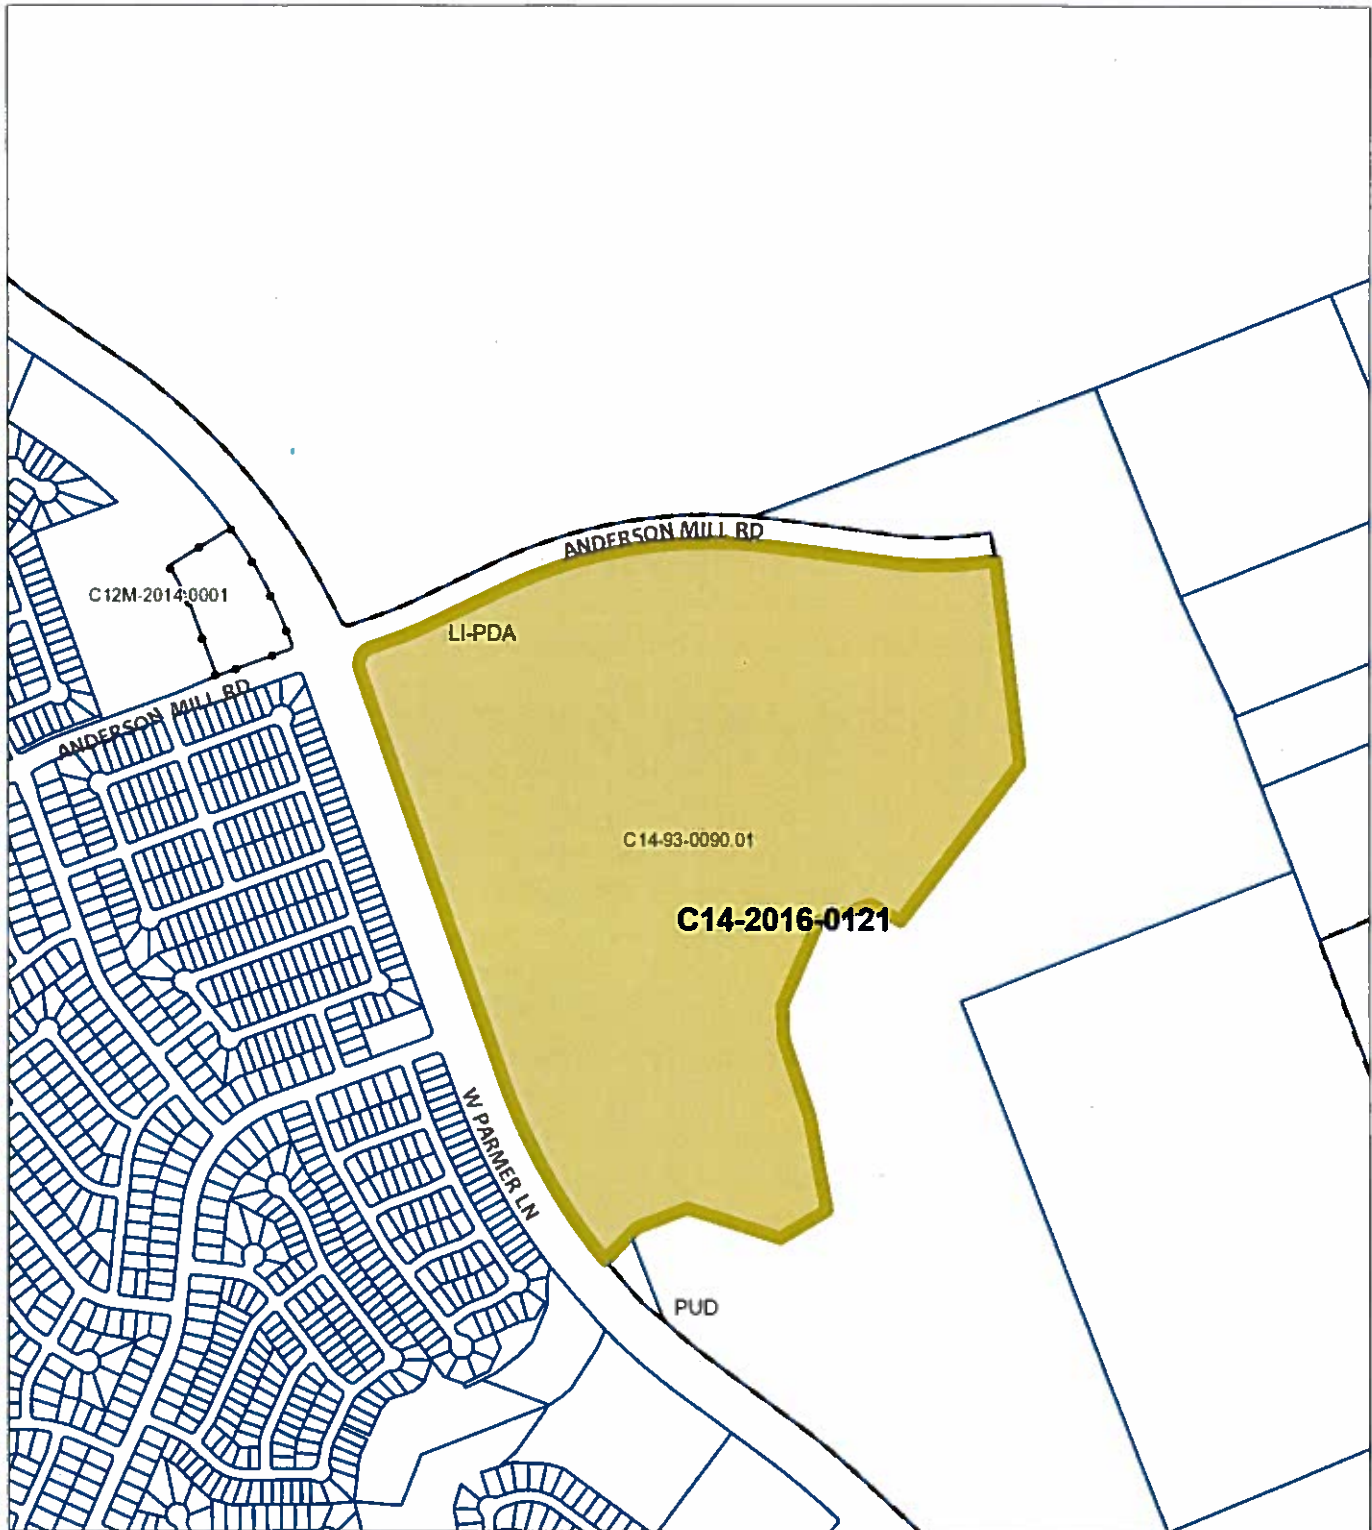 ANDERSON MILL RD
C12M-2014-0001
LI-PDA
ANDERSON MILL RD
C14-93-0090.01
C14-2016-0121
W PARMER LN
PUD